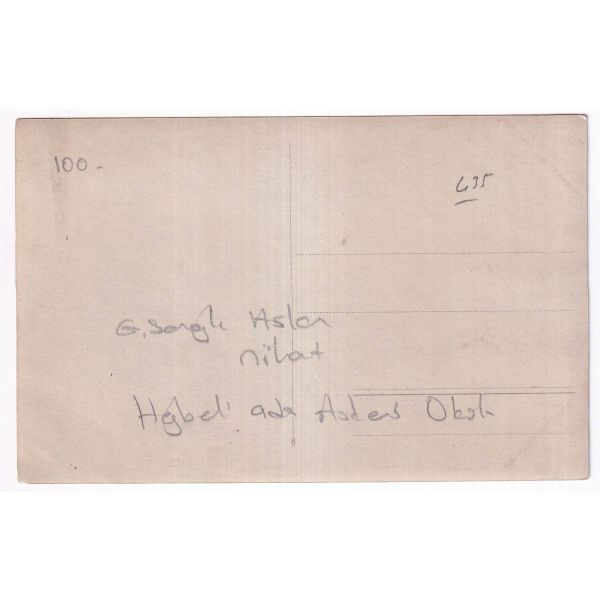 100-
435
G. Saraylı Aslan
Nihat
Heybeli ada Askeri Okulu